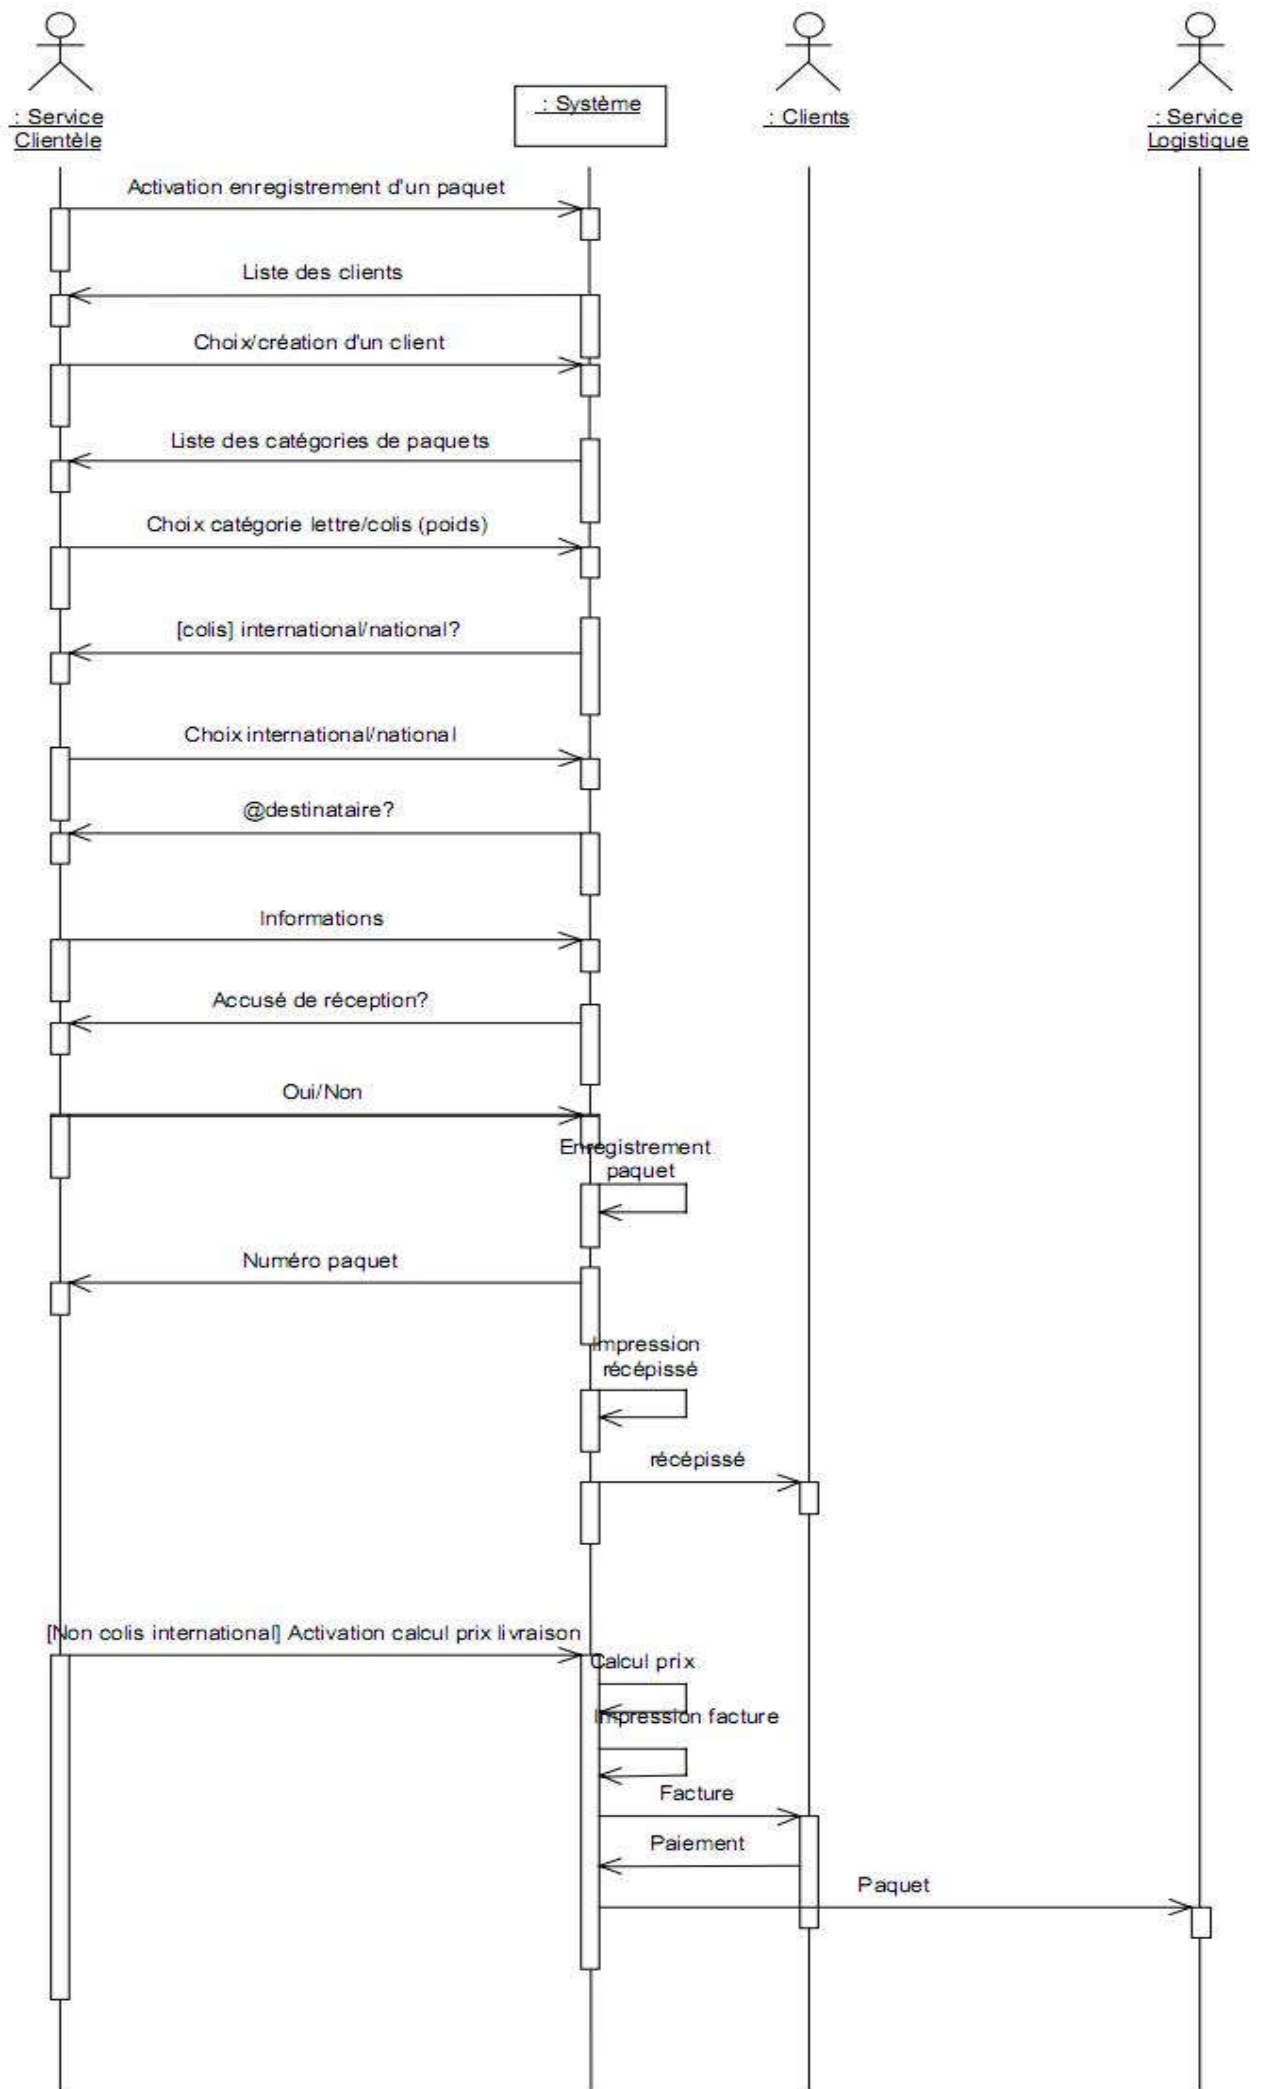 : Service
Clientèle
: Système
: Clients
: Service
Logistique
Activation enregistrement d'un paquet
Liste des clients
Choix/création d'un client
Liste des catégories de paquets
Choix catégorie lettre/colis (poids)
[colis] international/national?
Choix international/national
@destinataire?
Informations
Accusé de réception?
Oui/Non
Enregistrement
paquet
Numéro paquet
Impression
récépissé
récépissé
[Non colis international] Activation calcul prix livraison
Calcul prix
Impression facture
Facture
Paiement
Paquet